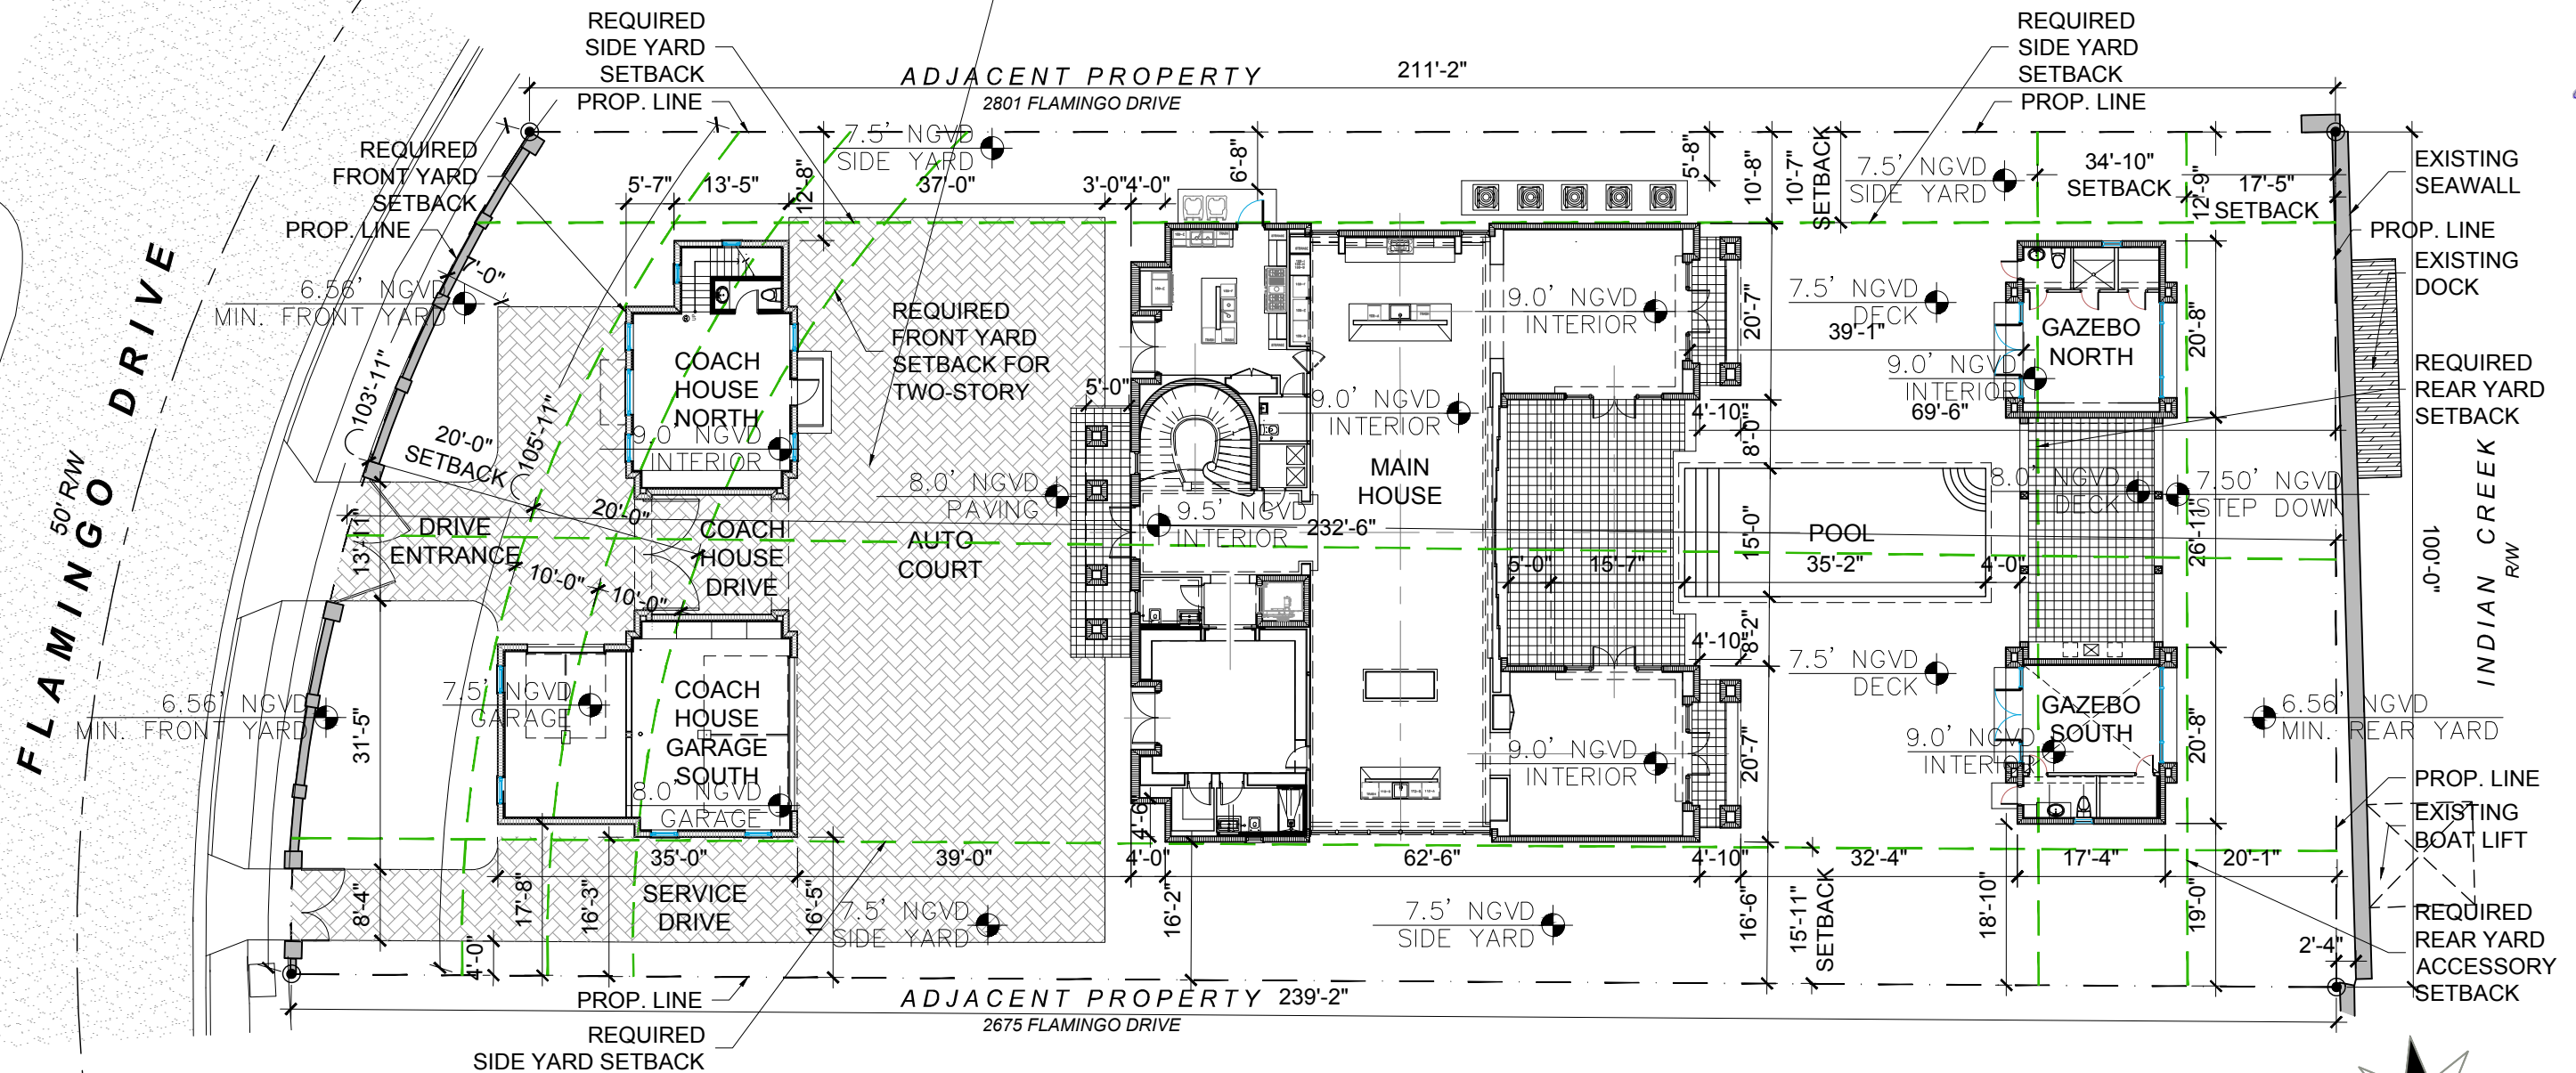 REQUIRED
SIDE YARD
SETBACK
PROP. LINE
ADJACENT PROPERTY
2801 FLAMINGO DRIVE
211'-2"
REQUIRED
SIDE YARD
SETBACK
PROP. LINE
REQUIRED
FRONT YARD
SETBACK
PROP. LINE
7.5' NGVD
SIDE YARD
5'-7"
13'-5"
12'-8"
37'-0"
3'-0"
4'-0"
6'-8"
5'-8"
10'-8"
10'-7"
SETBACK
7.5' NGVD
SIDE YARD
34'-10"
SETBACK
17'-5"
SETBACK
12'-9"
EXISTING
SEAWALL
PROP. LINE
EXISTING
DOCK
REQUIRED
REAR YARD
SETBACK
7'-0"
6.56' NGVD
MIN. FRONT YARD
103'-11"
105'-11"
20'-0"
SETBACK
COACH
HOUSE
NORTH
9.0' NGVD
INTERIOR
REQUIRED
FRONT YARD
SETBACK FOR
TWO-STORY
5'-0"
8.0' NGVD
PAVING
9.0' NGVD
INTERIOR
MAIN
HOUSE
9.0' NGVD
INTERIOR
20'-7"
7.5' NGVD
DECK
39'-1"
GAZEBO
NORTH
9.0' NGVD
INTERIOR
20'-8"
69'-6"
4'-10"
8'-0"
FLAMINGO DRIVE
50' R/W
DRIVE
ENTRANCE
13'-11"
20'-0"
COACH
HOUSE
DRIVE
10'-0"
10'-0"
AUTO
COURT
9.5' NGVD
INTERIOR
232'-6"
5'-0"
15'-7"
15'-0"
POOL
35'-2"
4'-0"
8.0' NGVD
DECK
7.50' NGVD
STEP DOWN
26'-11"
100'-0"
INDIAN CREEK
R/W
6.56' NGVD
MIN. FRONT YARD
31'-5"
7.5' NGVD
GARAGE
COACH
HOUSE
GARAGE
SOUTH
8.0' NGVD
GARAGE
4'-10"
8'-2"
7.5' NGVD
DECK
9.0' NGVD
INTERIOR
20'-7"
GAZEBO
SOUTH
9.0' NGVD
INTERIOR
20'-8"
6.56' NGVD
MIN. REAR YARD
PROP. LINE
EXISTING
BOAT LIFT
REQUIRED
REAR YARD
ACCESSORY
SETBACK
35'-0"
39'-0"
4'-6"
4'-0"
62'-6"
4'-10"
32'-4"
17'-4"
20'-1"
8'-4"
4'-0"
17'-8"
16'-3"
SERVICE
DRIVE
16'-5"
7.5' NGVD
SIDE YARD
16'-2"
7.5' NGVD
SIDE YARD
16'-6"
15'-11"
SETBACK
18'-10"
19'-0"
2'-4"
PROP. LINE
ADJACENT PROPERTY
239'-2"
2675 FLAMINGO DRIVE
REQUIRED
SIDE YARD SETBACK